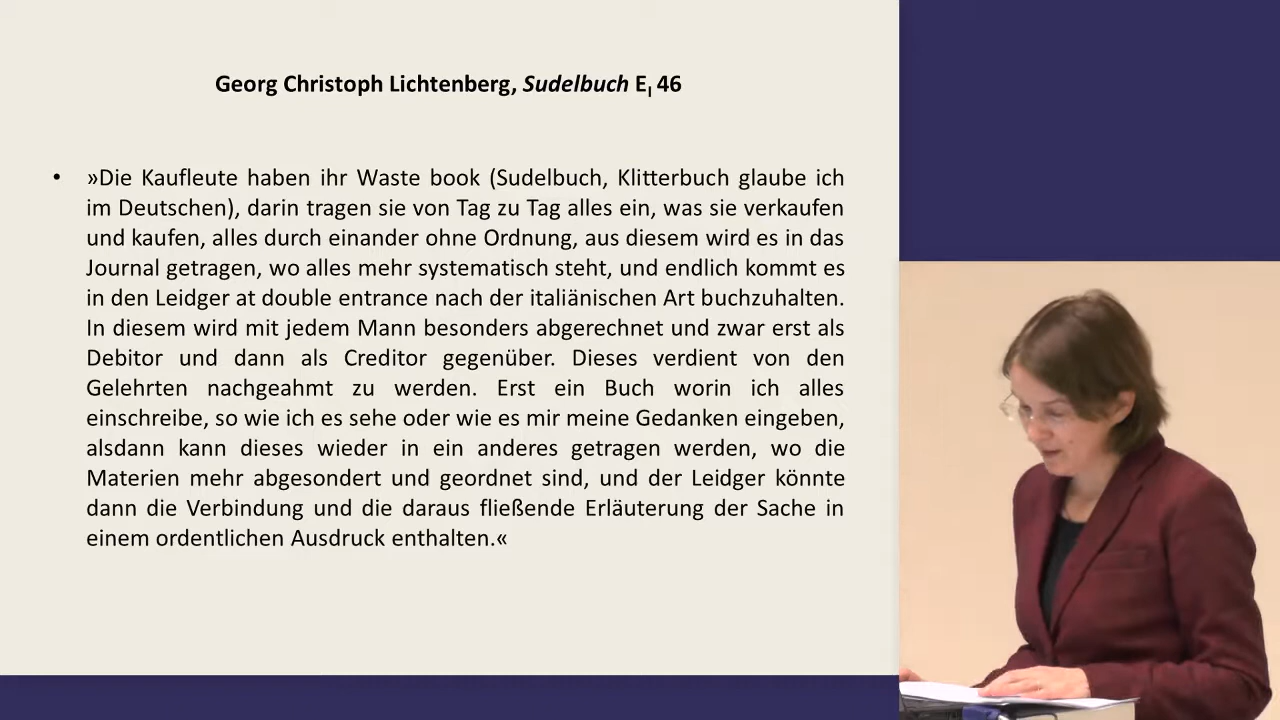 Georg Christoph Lichtenberg, Sudelbuch EI 46
• »Die Kaufleute haben ihr Waste book (Sudelbuch, Klitterbuch glaube ich
im Deutschen), darin tragen sie von Tag zu Tag alles ein, was sie verkaufen
und kaufen, alles durch einander ohne Ordnung, aus diesem wird es in das
Journal getragen, wo alles mehr systematisch steht, und endlich kommt es
in den Leidger at double entrance nach der italiänischen Art buchzuhalten.
In diesem wird mit jedem Mann besonders abgerechnet und zwar erst als
Debitor und dann als Creditor gegenüber. Dieses verdient von den
Gelehrten nachgeahmt zu werden. Erst ein Buch worin ich alles
einschreibe, so wie ich es sehe oder wie es mir meine Gedanken eingeben,
alsdann kann dieses wieder in ein anderes getragen werden, wo die
Materien mehr abgesondert und geordnet sind, und der Leidger könnte
dann die Verbindung und die daraus fließende Erläuterung der Sache in
einem ordentlichen Ausdruck enthalten.«